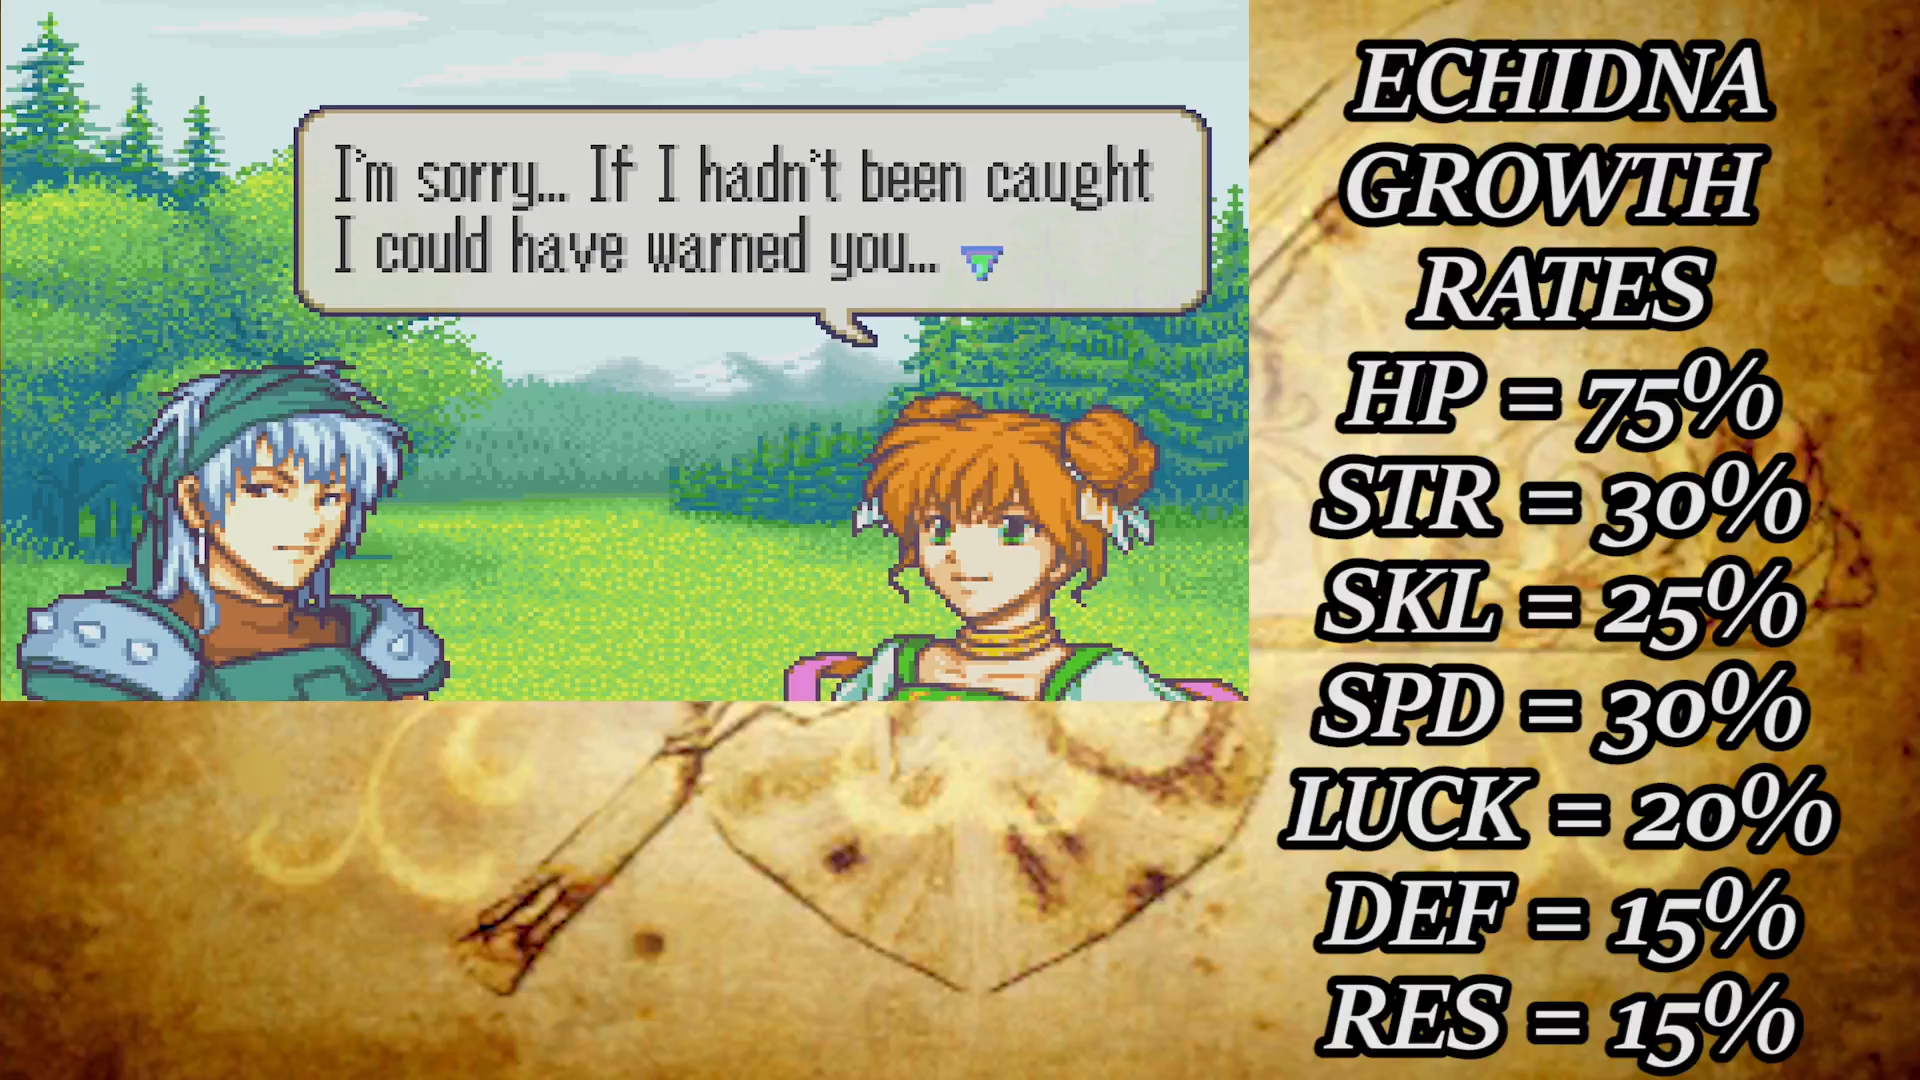 I'm sorry... If I hadn't been caught
I could have warned you...
ECHIDNA
GROWTH
RATES
HP = 75%
STR = 30%
SKL = 25%
SPD = 30%
LUCK = 20%
DEF = 15%
RES = 15%